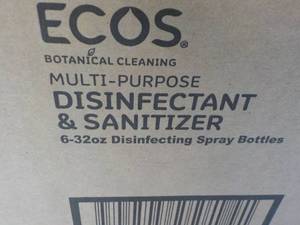 ECOS®
BOTANICAL CLEANING
MULTI-PURPOSE
DISINFECTANT
& SANITIZER
6-32oz Disinfecting Spray Bottles